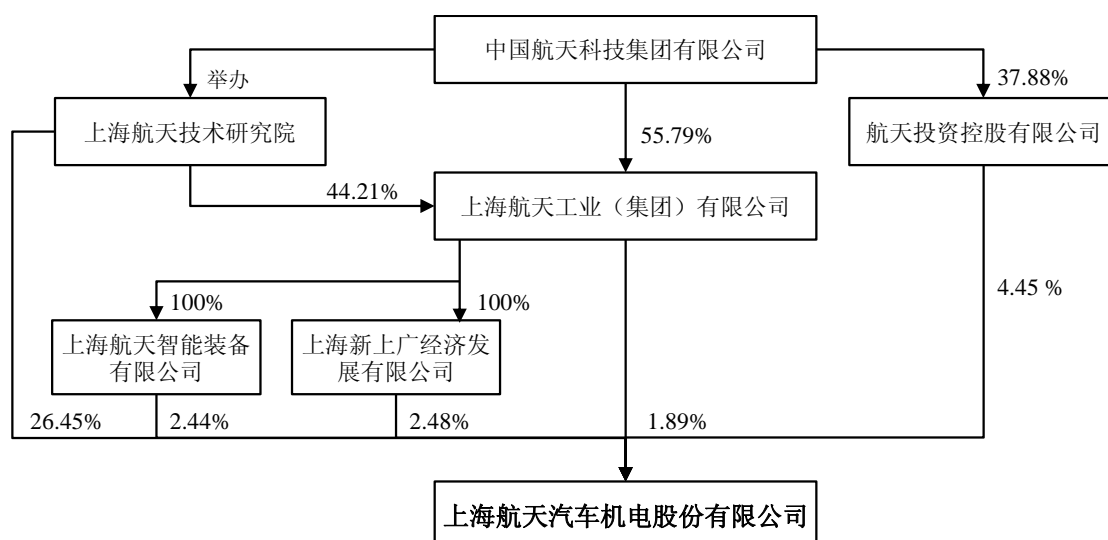 中国航天科技集团有限公司
举办
37.88%
上海航天技术研究院
55.79%
航天投资控股有限公司
44.21%
上海航天工业（集团）有限公司
4.45 %
100%
100%
上海航天智能装备
有限公司
上海新上广经济发
展有限公司
26.45%
2.44%
2.48%
1.89%
上海航天汽车机电股份有限公司